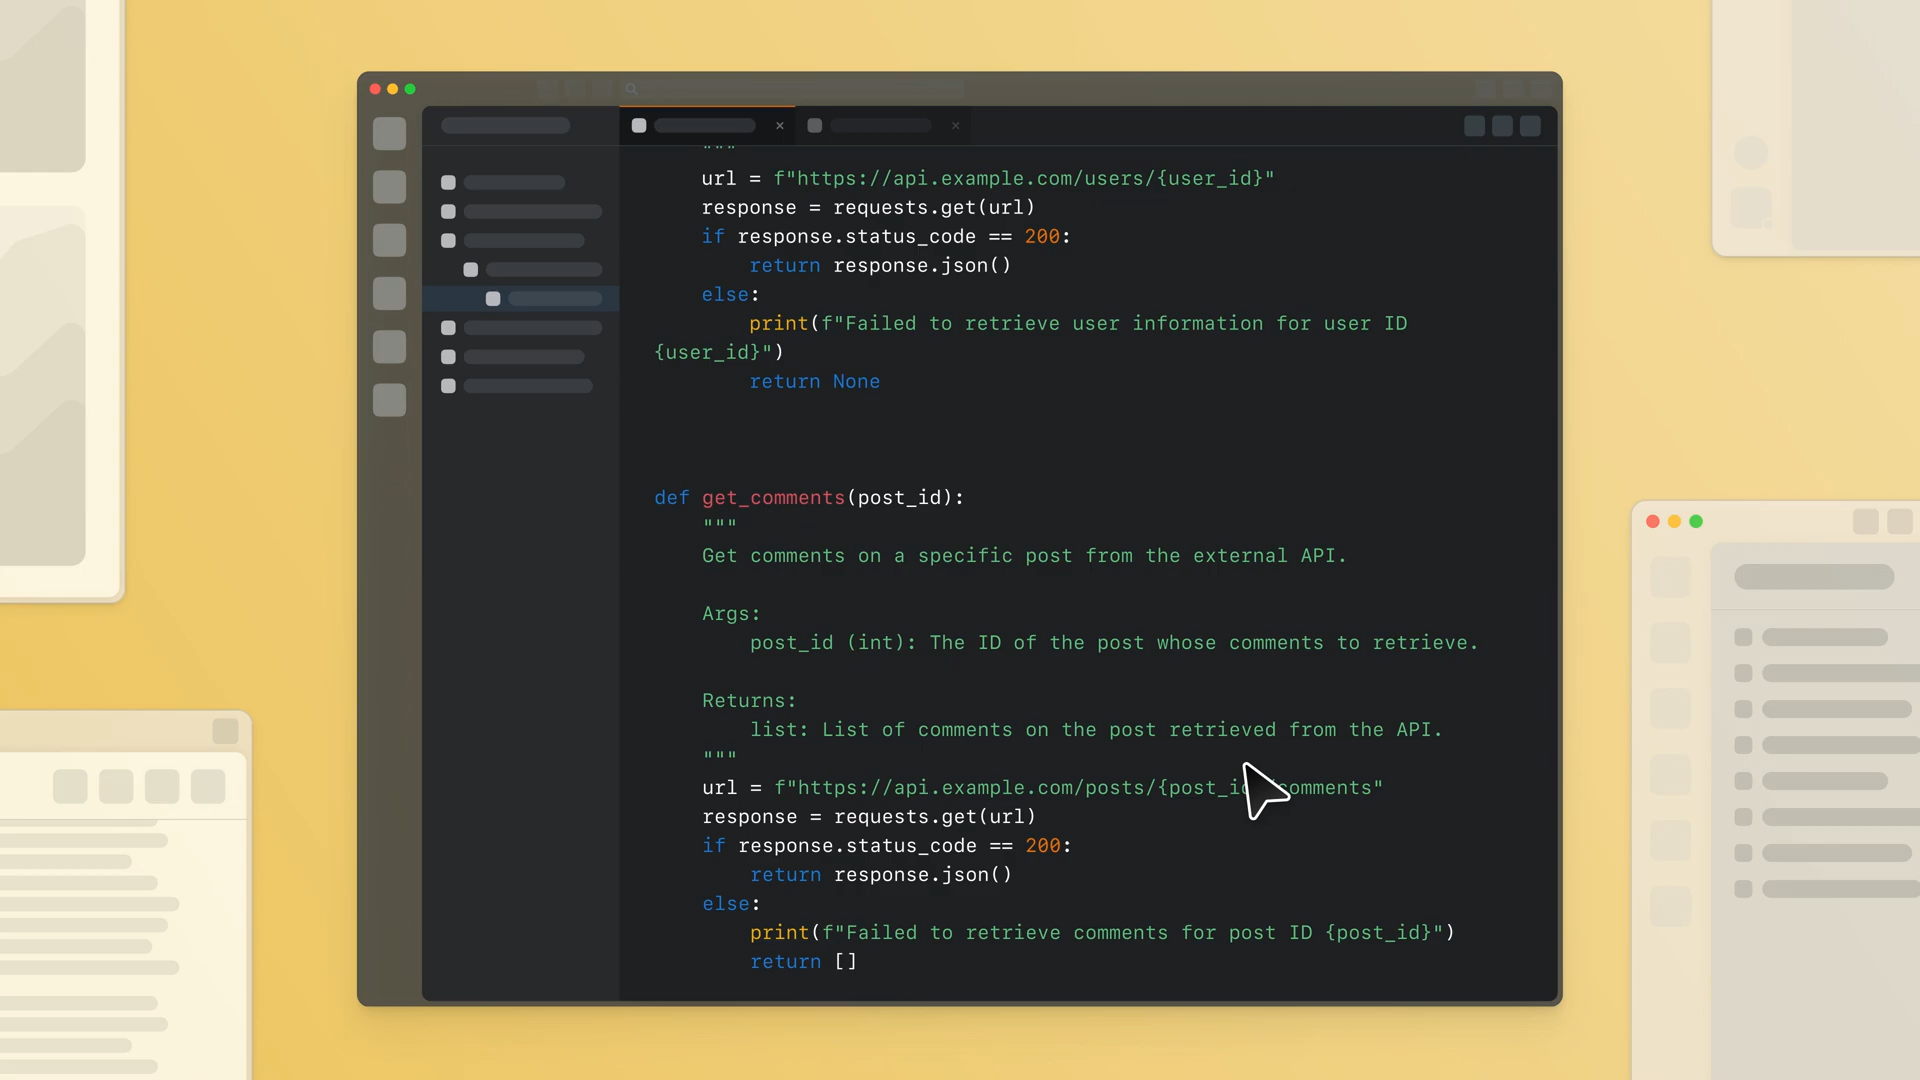 """
url = f"https://api.example.com/users/{user_id}"
response = requests.get(url)
if response.status_code == 200:
return response.json()
else:
print(f"Failed to retrieve user information for user ID
{user_id}")
return None
def get_comments(post_id):
"""
Get comments on a specific post from the external API.
Args:
post_id (int): The ID of the post whose comments to retrieve.
Returns:
list: List of comments on the post retrieved from the API.
"""
url = f"https://api.example.com/posts/{post_id comments"
response = requests.get(url)
if response.status_code == 200:
return response.json()
else:
print(f"Failed to retrieve comments for post ID {post_id}")
return []